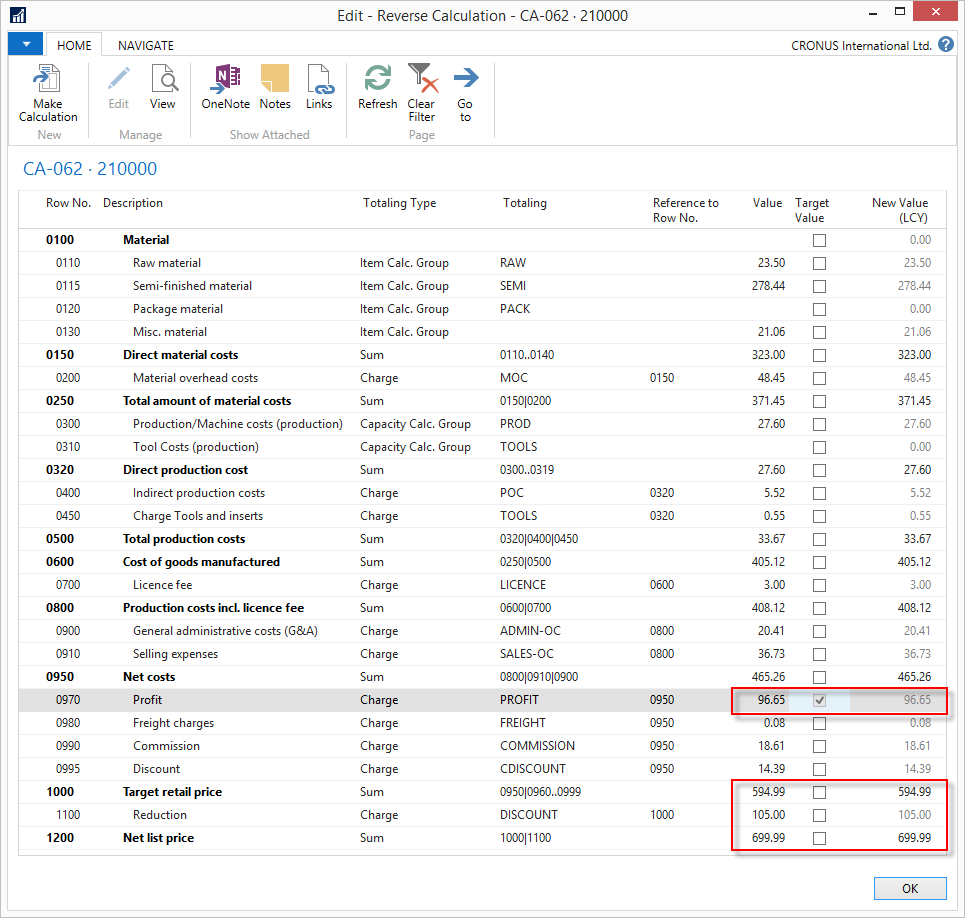 Edit - Reverse Calculation - CA-062 · 210000
HOME NAVIGATE CRONUS International Ltd. ?
Make Calculation Edit View OneNote Notes Links Refresh Clear Filter Go to
New Manage Show Attached Page
CA-062 · 210000
Row No. Description Totaling Type Totaling Reference to Row No. Value Target Value New Value (LCY)
0100 Material 0.00
0110 Raw material Item Calc. Group RAW 23.50 23.50
0115 Semi-finished material Item Calc. Group SEMI 278.44 278.44
0120 Package material Item Calc. Group PACK 0.00
0130 Misc. material Item Calc. Group 21.06 21.06
0150 Direct material costs Sum 0110..0140 323.00 323.00
0200 Material overhead costs Charge MOC 0150 48.45 48.45
0250 Total amount of material costs Sum 0150|0200 371.45 371.45
0300 Production/Machine costs (production) Capacity Calc. Group PROD 27.60 27.60
0310 Tool Costs (production) Capacity Calc. Group TOOLS 0.00
0320 Direct production cost Sum 0300..0319 27.60 27.60
0400 Indirect production costs Charge POC 0320 5.52 5.52
0450 Charge Tools and inserts Charge TOOLS 0320 0.55 0.55
0500 Total production costs Sum 0320|0400|0450 33.67 33.67
0600 Cost of goods manufactured Sum 0250|0500 405.12 405.12
0700 Licence fee Charge LICENCE 0600 3.00 3.00
0800 Production costs incl. licence fee Sum 0600|0700 408.12 408.12
0900 General administrative costs (G&A) Charge ADMIN-OC 0800 20.41 20.41
0910 Selling expenses Charge SALES-OC 0800 36.73 36.73
0950 Net costs Sum 0800|0910|0900 465.26 465.26
0970 Profit Charge PROFIT 0950 96.65 96.65
0980 Freight charges Charge FREIGHT 0950 0.08 0.08
0990 Commission Charge COMMISSION 0950 18.61 18.61
0995 Discount Charge CDISCOUNT 0950 14.39 14.39
1000 Target retail price Sum 0950|0960..0999 594.99 594.99
1100 Reduction Charge DISCOUNT 1000 105.00 105.00
1200 Net list price Sum 1000|1100 699.99 699.99
OK